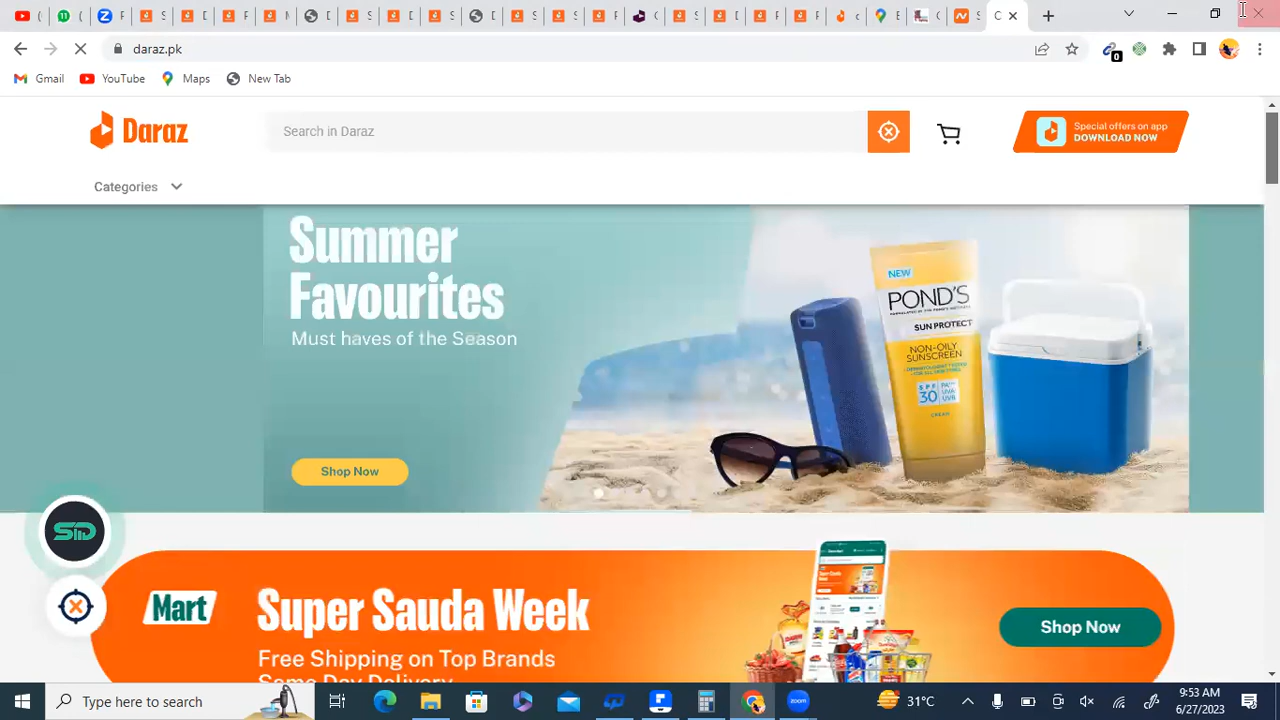 daraz.pk
0
Gmail
YouTube
Maps
New Tab
Daraz
Search in Daraz
Special offers on app
DOWNLOAD NOW
Categories
Summer
Favourites
Must haves of the Season
Shop Now
NEW
POND'S
SUN PROTECT
NON-OILY
SUNSCREEN
SPF
30
PA++
UVA
UVB
CREAM
SD
Mart
Super Sauda Week
Free Shipping on Top Brands
Same Day Delivery
Shop Now
Type here to search
zoom
31°C
9:53 AM
6/27/2023